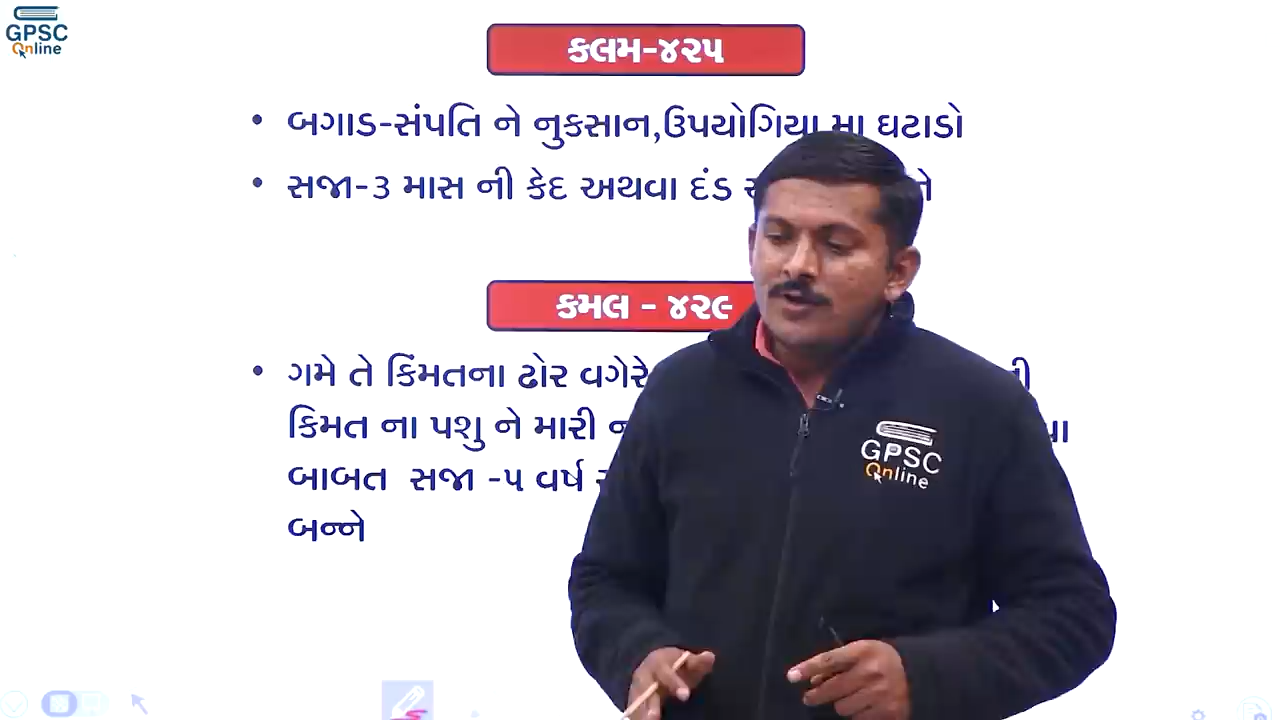 GPSC
Online
કલમ-૪૨૫
• બગાડ-સંપતિ ને નુકસાન,ઉપયોગિયા મા ઘટાડો
• સજા-૩ માસ ની કેદ અથવા દંડ
કમલ - ૪૨૯
• ગમે તે કિંમતના ઢોર વગેરે
કિમત ના પશુ ને મારી
બાબત સજા -૫ વર્ષ
બન્ને
GPSC
Online